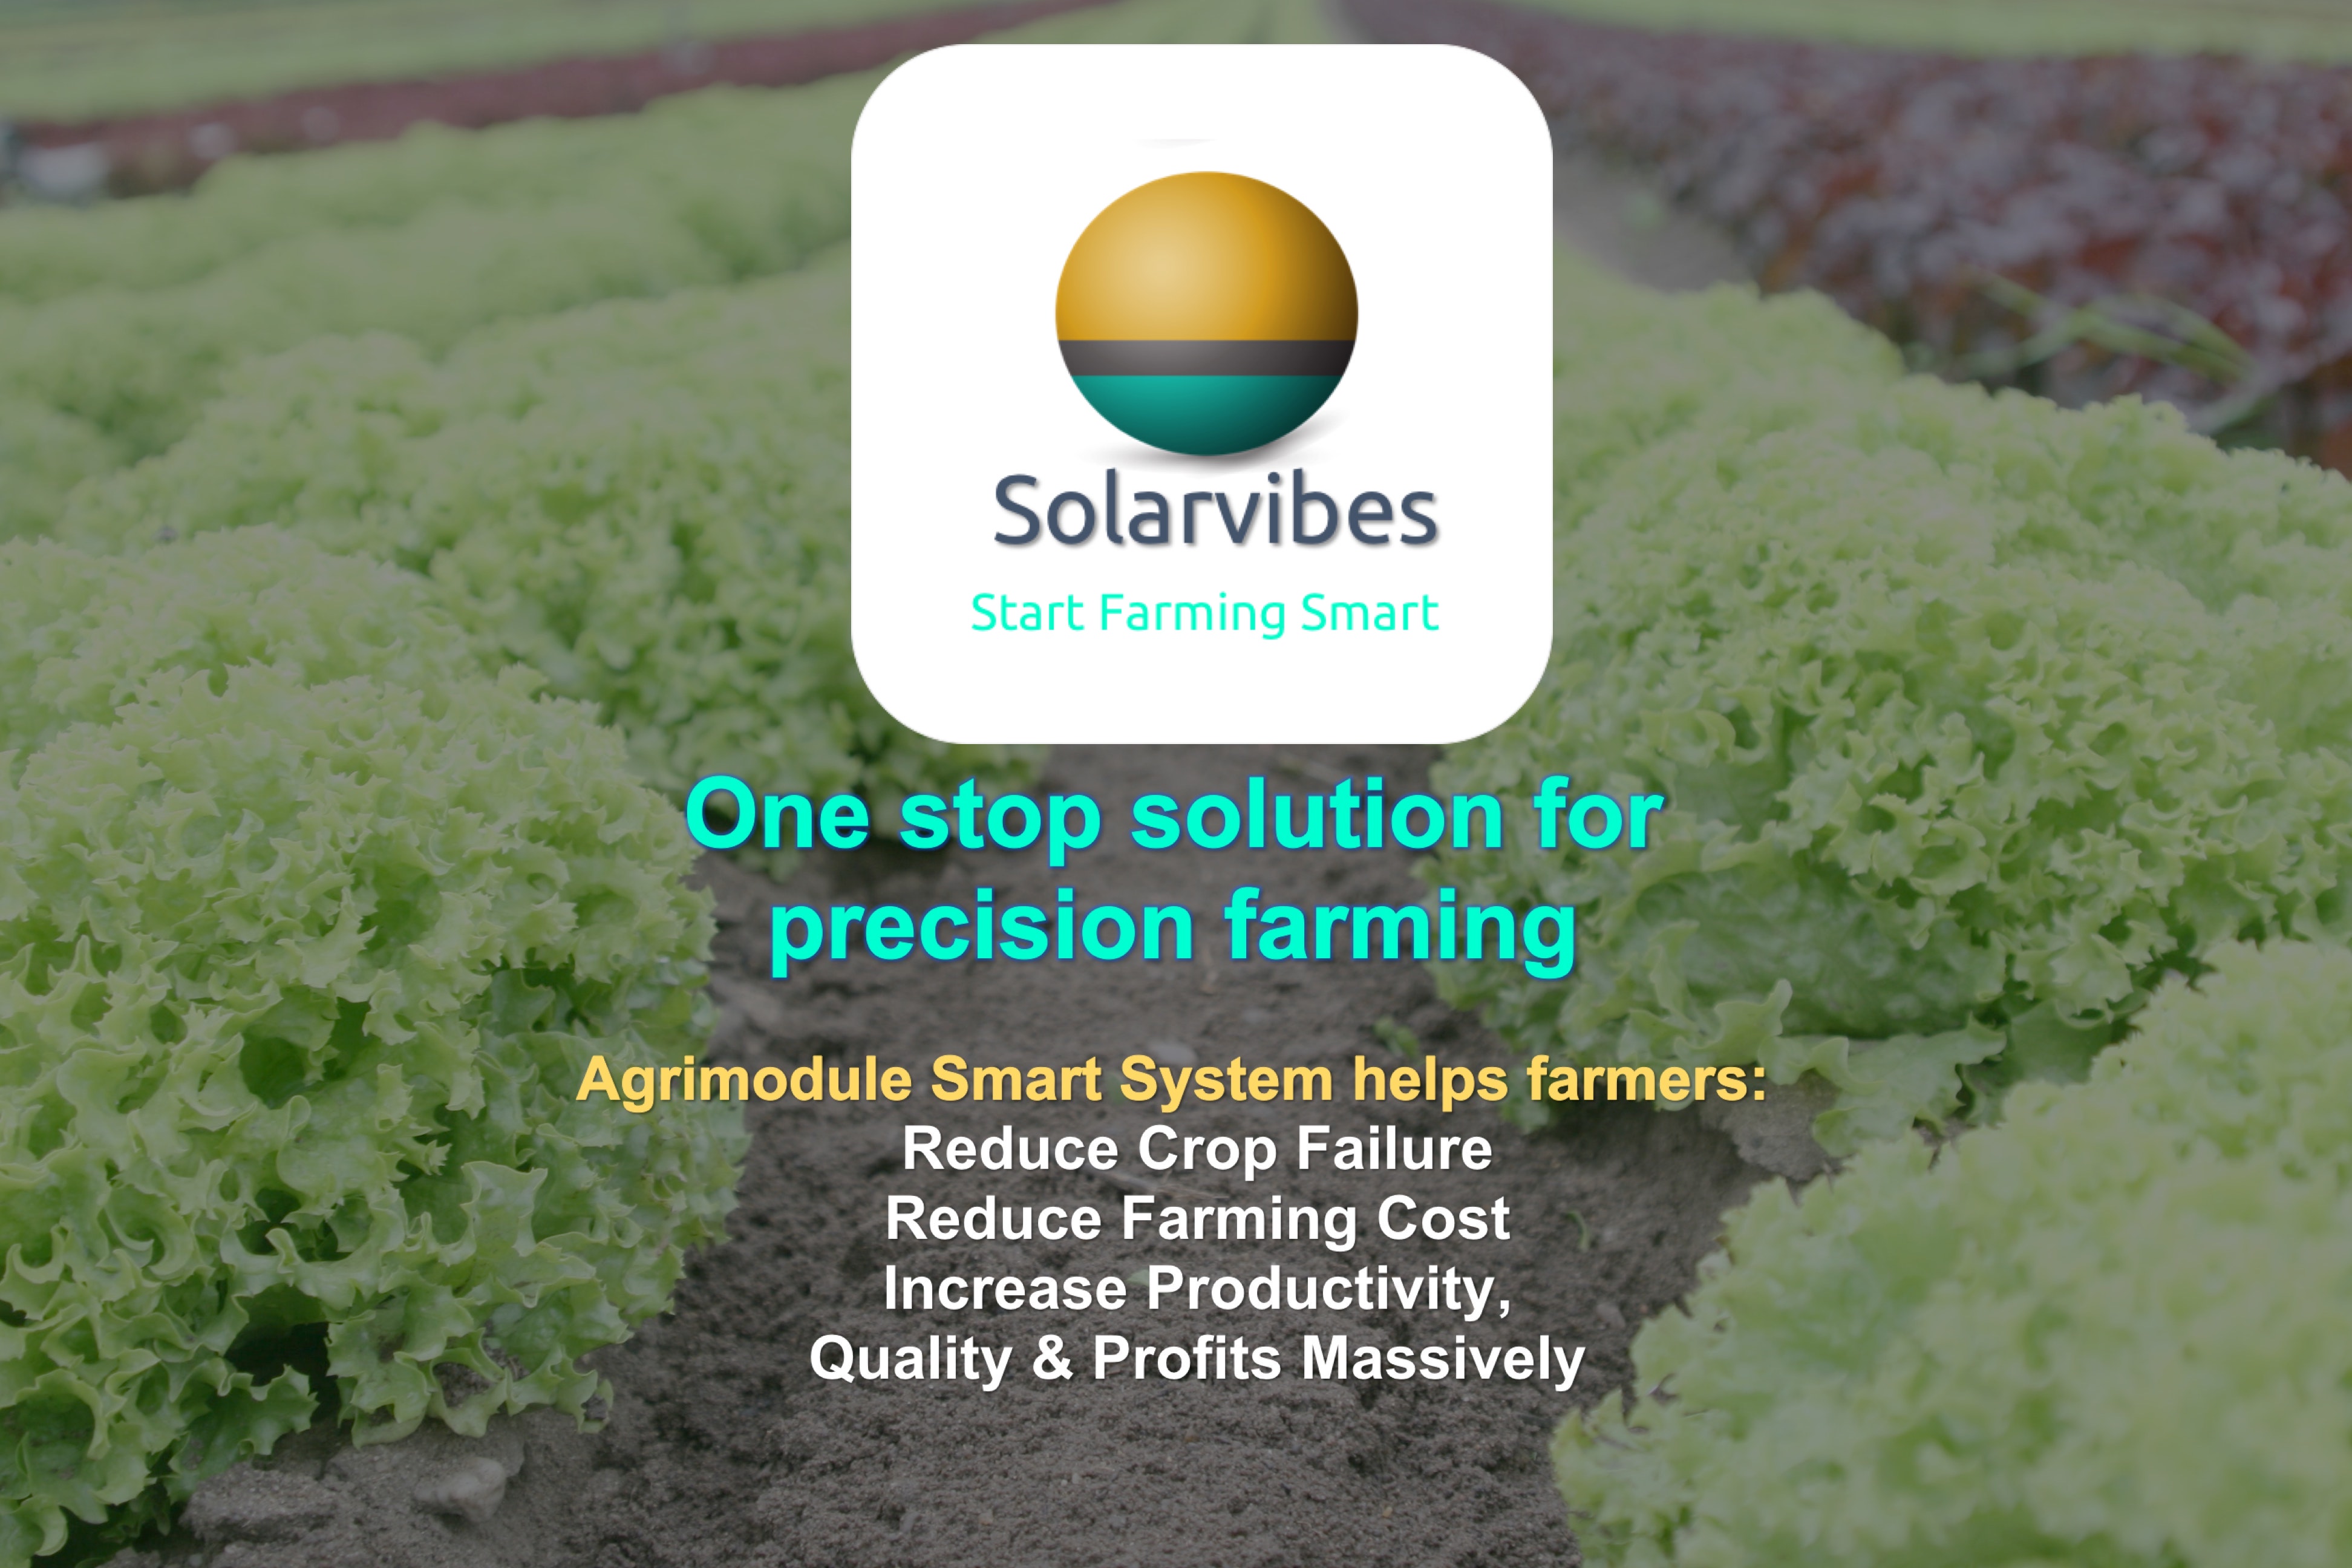 Solarvibes
Start Farming Smart
One stop solution for
precision farming
Agrimodule Smart System helps farmers:
Reduce Crop Failure
Reduce Farming Cost
Increase Productivity,
Quality & Profits Massively